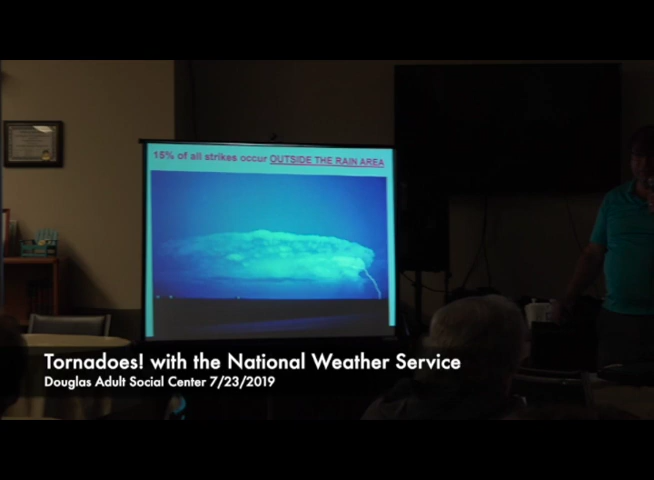 15% of all strikes occur OUTSIDE THE RAIN AREA
Tornadoes! with the National Weather Service
Douglas Adult Social Center 7/23/2019